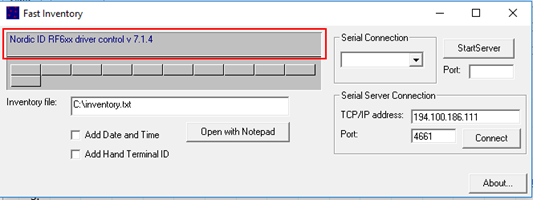 Fast Inventory
Nordic ID RF6xx driver control v 7.1.4
Serial Connection
StartServer
Port:
Inventory file:
C:\inventory.txt
Add Date and Time
Open with Notepad
Add Hand Terminal ID
Serial Server Connection
TCP/IP address:
194.100.186.111
Port:
4661
Connect
About...